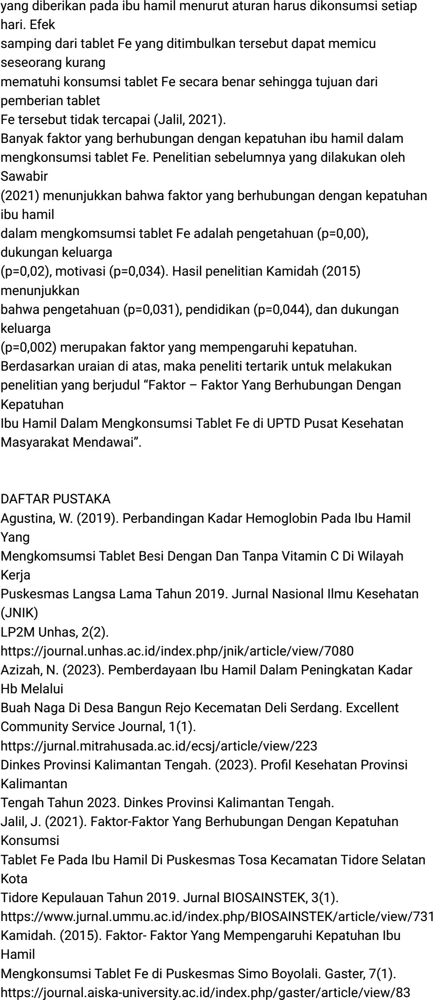 yang diberikan pada ibu hamil menurut aturan harus dikonsumsi setiap
hari. Efek
samping dari tablet Fe yang ditimbulkan tersebut dapat memicu
seseorang kurang
mematuhi konsumsi tablet Fe secara benar sehingga tujuan dari
pemberian tablet
Fe tersebut tidak tercapai (Jalil, 2021).
Banyak faktor yang berhubungan dengan kepatuhan ibu hamil dalam
mengkonsumsi tablet Fe. Penelitian sebelumnya yang dilakukan oleh
Sawabir
(2021) menunjukkan bahwa faktor yang berhubungan dengan kepatuhan
ibu hamil
dalam mengkomsumsi tablet Fe adalah pengetahuan (p=0,00),
dukungan keluarga
(p=0,02), motivasi (p=0,034). Hasil penelitian Kamidah (2015)
menunjukkan
bahwa pengetahuan (p=0,031), pendidikan (p=0,044), dan dukungan
keluarga
(p=0,002) merupakan faktor yang mempengaruhi kepatuhan.
Berdasarkan uraian di atas, maka peneliti tertarik untuk melakukan
penelitian yang berjudul “Faktor – Faktor Yang Berhubungan Dengan
Kepatuhan
Ibu Hamil Dalam Mengkonsumsi Tablet Fe di UPTD Pusat Kesehatan
Masyarakat Mendawai”.
DAFTAR PUSTAKA
Agustina, W. (2019). Perbandingan Kadar Hemoglobin Pada Ibu Hamil
Yang
Mengkomsumsi Tablet Besi Dengan Dan Tanpa Vitamin C Di Wilayah
Kerja
Puskesmas Langsa Lama Tahun 2019. Jurnal Nasional Ilmu Kesehatan
(JNIK)
LP2M Unhas, 2(2).
https://journal.unhas.ac.id/index.php/jnik/article/view/7080
Azizah, N. (2023). Pemberdayaan Ibu Hamil Dalam Peningkatan Kadar
Hb Melalui
Buah Naga Di Desa Bangun Rejo Kecematan Deli Serdang. Excellent
Community Service Journal, 1(1).
https://jurnal.mitrahusada.ac.id/ecsj/article/view/223
Dinkes Provinsi Kalimantan Tengah. (2023). Profil Kesehatan Provinsi
Kalimantan
Tengah Tahun 2023. Dinkes Provinsi Kalimantan Tengah.
Jalil, J. (2021). Faktor-Faktor Yang Berhubungan Dengan Kepatuhan
Konsumsi
Tablet Fe Pada Ibu Hamil Di Puskesmas Tosa Kecamatan Tidore Selatan
Kota
Tidore Kepulauan Tahun 2019. Jurnal BIOSAINSTEK, 3(1).
https://www.jurnal.ummu.ac.id/index.php/BIOSAINSTEK/article/view/731
Kamidah. (2015). Faktor- Faktor Yang Mempengaruhi Kepatuhan Ibu
Hamil
Mengkonsumsi Tablet Fe di Puskesmas Simo Boyolali. Gaster, 7(1).
https://journal.aiska-university.ac.id/index.php/gaster/article/view/83